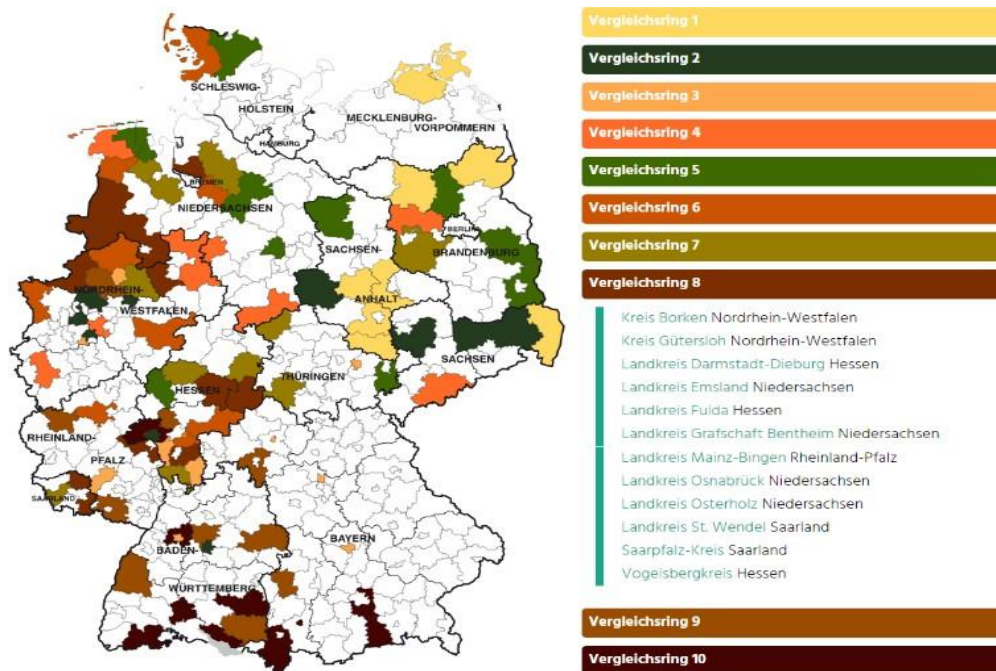 SCHLESWIG-
HOLSTEIN
MECKLENBURG-
VORPOMMERN
HAMBURG
BREMEN
NIEDERSACHSEN
BERLIN
BRANDENBURG
SACHSEN-
ANHALT
NORDRHEIN-
WESTFALEN
SACHSEN
THÜRINGEN
HESSEN
RHEINLAND-
PFALZ
SAARLAND
BAYERN
BADEN-
WÜRTTEMBERG
Vergleichsring 1
Vergleichsring 2
Vergleichsring 3
Vergleichsring 4
Vergleichsring 5
Vergleichsring 6
Vergleichsring 7
Vergleichsring 8
Kreis Borken Nordrhein-Westfalen
Kreis Gütersloh Nordrhein-Westfalen
Landkreis Darmstadt-Dieburg Hessen
Landkreis Emsland Niedersachsen
Landkreis Fulda Hessen
Landkreis Grafschaft Bentheim Niedersachsen
Landkreis Mainz-Bingen Rheinland-Pfalz
Landkreis Osnabrück Niedersachsen
Landkreis Osterholz Niedersachsen
Landkreis St. Wendel Saarland
Saarpfalz-Kreis Saarland
Vogelsbergkreis Hessen
Vergleichsring 9
Vergleichsring 10